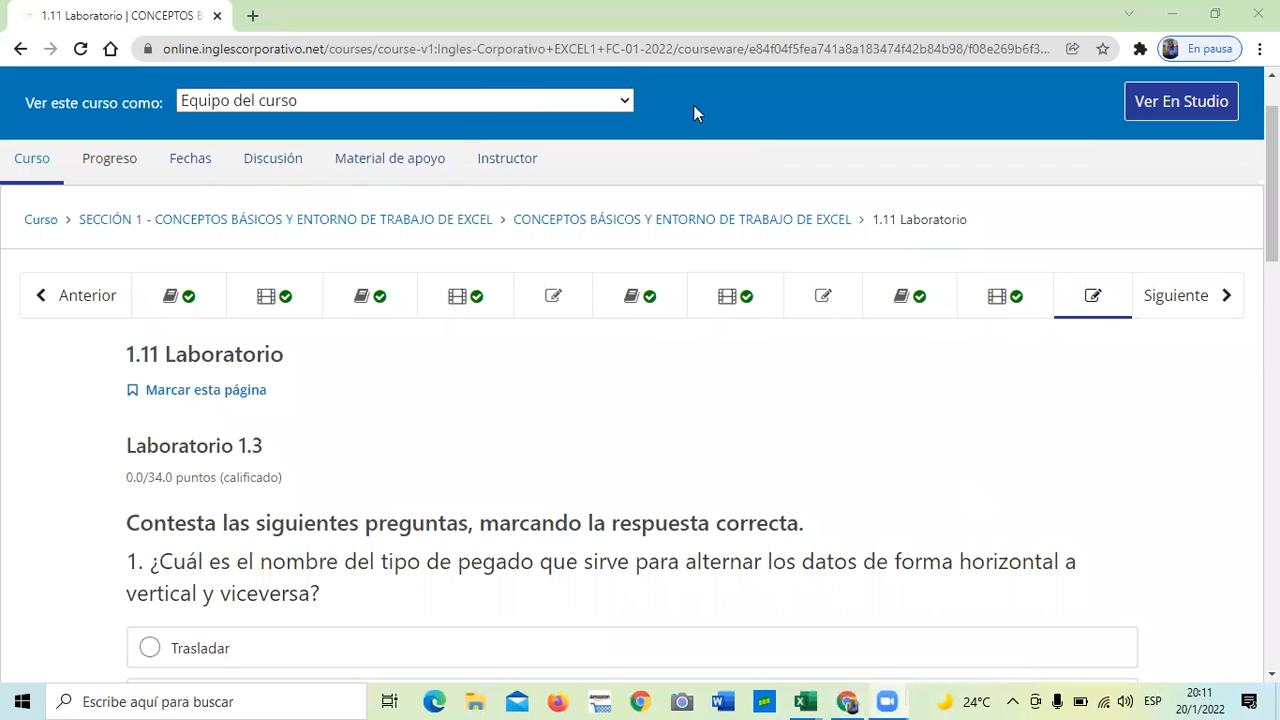 1.11 Laboratorio | CONCEPTOS B
online.inglescorporativo.net/courses/course-v1:Ingles-Corporativo+EXCEL1+FC-01-2022/courseware/c84f04f5fea741a8a183474f42b84b98/f08e269b6f3...
En pausa
Ver este curso como:
Equipo del curso
Ver En Studio
Curso
Progreso
Fechas
Discusión
Material de apoyo
Instructor
Curso > SECCIÓN 1 - CONCEPTOS BÁSICOS Y ENTORNO DE TRABAJO DE EXCEL > CONCEPTOS BÁSICOS Y ENTORNO DE TRABAJO DE EXCEL > 1.11 Laboratorio
Anterior
Siguiente
1.11 Laboratorio
Marcar esta página
Laboratorio 1.3
0.0/34.0 puntos (calificado)
Contesta las siguientes preguntas, marcando la respuesta correcta.
1. ¿Cuál es el nombre del tipo de pegado que sirve para alternar los datos de forma horizontal a
vertical y viceversa?
Trasladar
Escribe aquí para buscar
24°C
ESP
20:11
20/1/2022